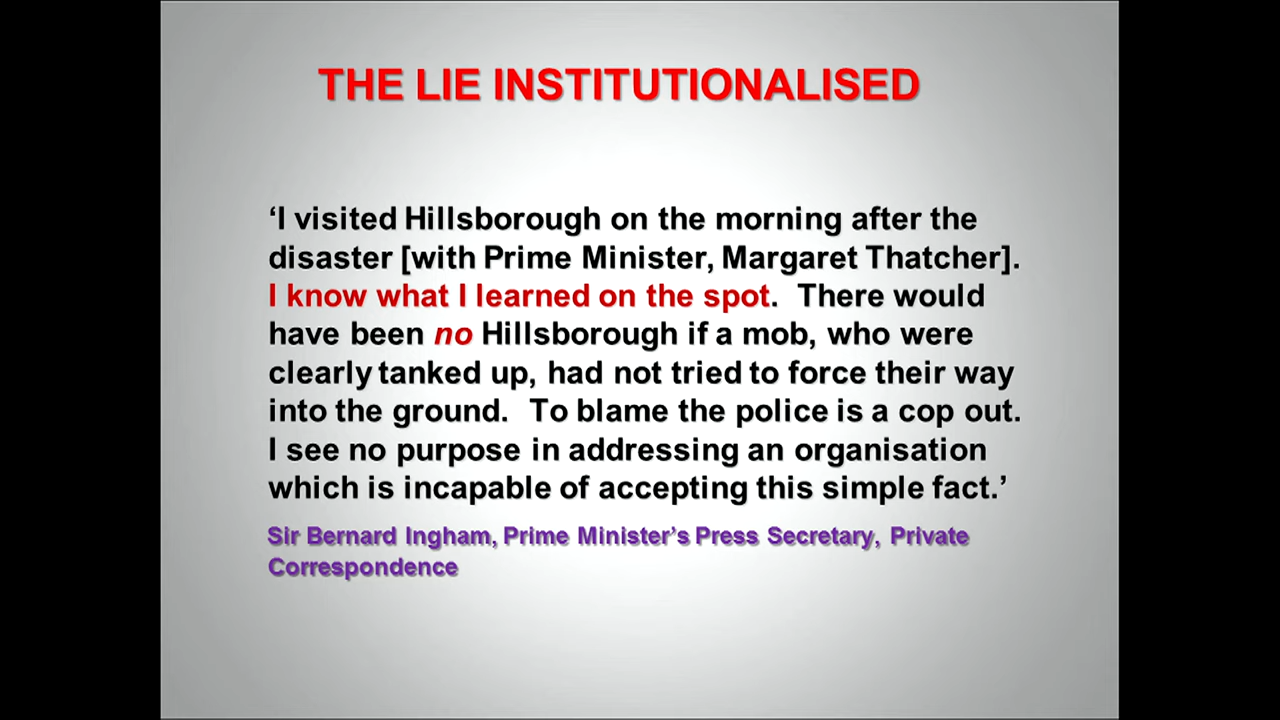 THE LIE INSTITUTIONALISED
‘I visited Hillsborough on the morning after the
disaster [with Prime Minister, Margaret Thatcher].
I know what I learned on the spot. There would
have been no Hillsborough if a mob, who were
clearly tanked up, had not tried to force their way
into the ground. To blame the police is a cop out.
I see no purpose in addressing an organisation
which is incapable of accepting this simple fact.’
Sir Bernard Ingham, Prime Minister’s Press Secretary, Private
Correspondence